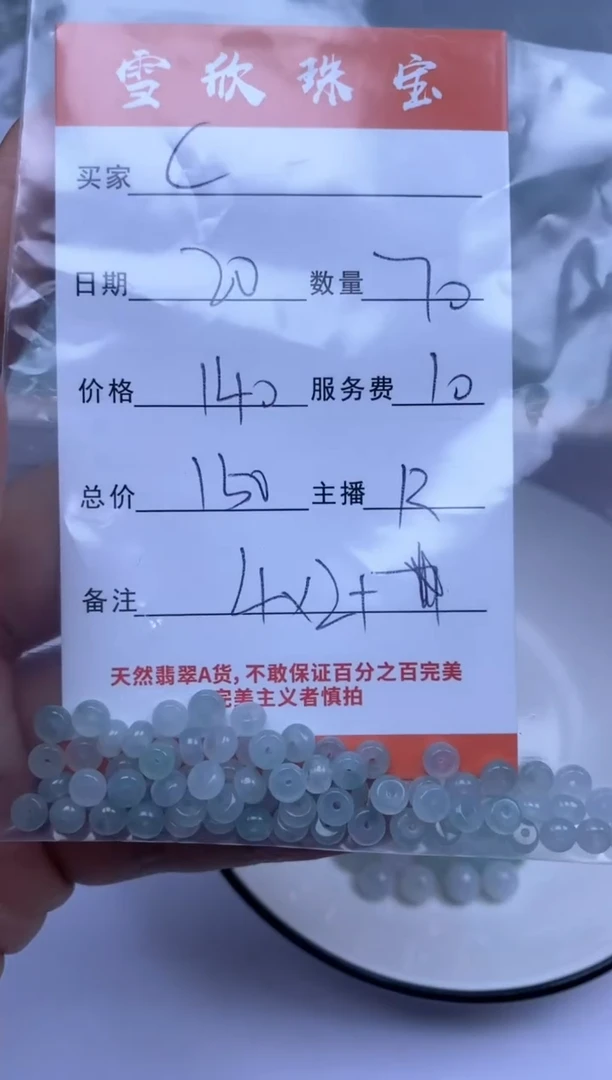 雪欣珠宝
买家 C
日期 20 数量 70
价格 140 服务费 10
总价 150 主播 R
备注 4x2+
天然翡翠A货,不敢保证百分之百完美
完美主义者慎拍